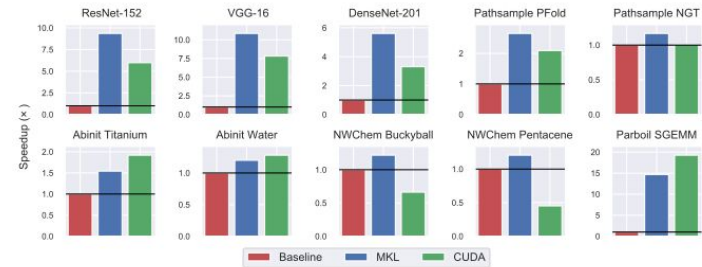 ResNet-152 VGG-16 DenseNet-201 Pathsample PFold Pathsample NGT
10.0 10.0 6 2 1.0
7.5 7.5 4 1 0.5
5.0 5.0 2 0 0.0
2.5 2.5 0
0.0 0.0
Speedup (×)
Abinit Titanium Abinit Water NWChem Buckyball NWChem Pentacene Parboil SGEMM
2.0 1.0 1.0 1.0 20
1.5 0.5 0.5 0.5 15
1.0 0.0 0.0 0.0 10
0.5 5
0.0 0
Baseline MKL CUDA